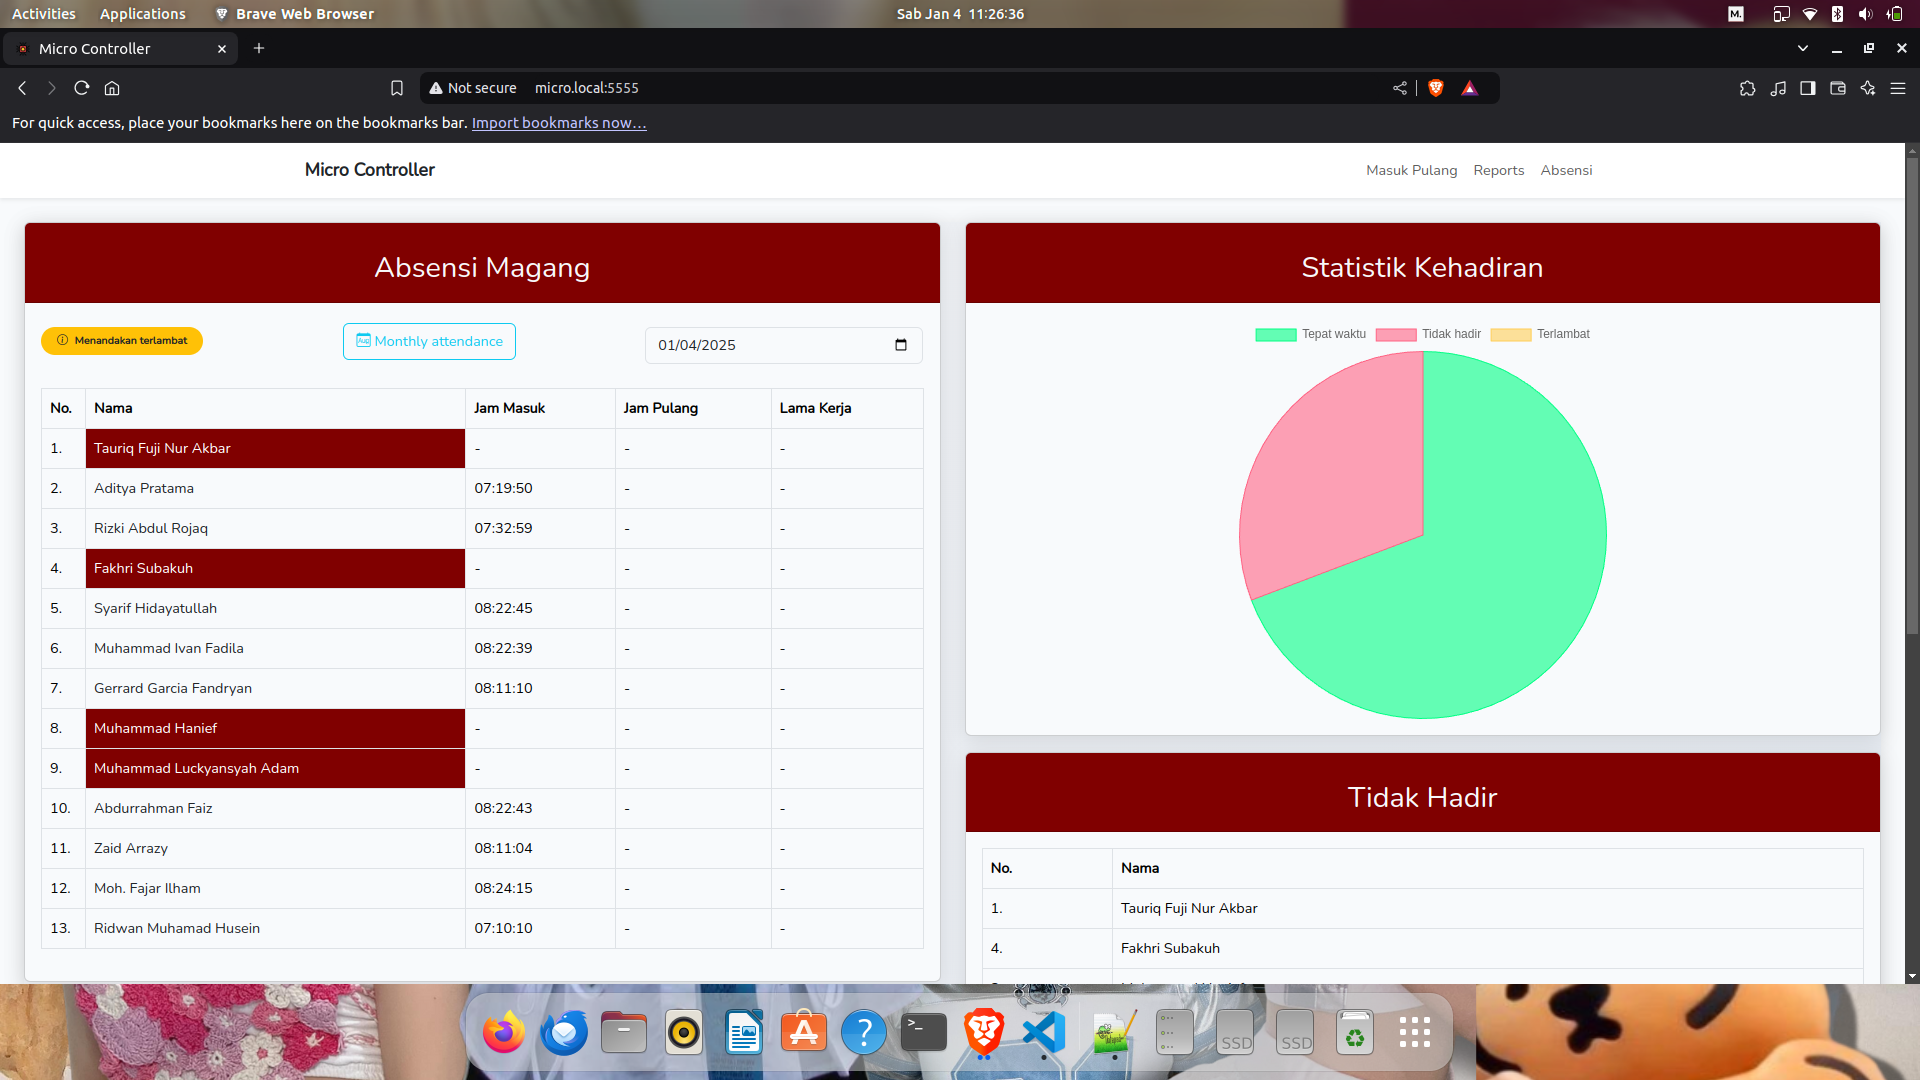 Activities Applications Brave Web Browser Sab Jan 4 11:26:36 M.
Micro Controller
Not secure micro.local:5555
For quick access, place your bookmarks here on the bookmarks bar. Import bookmarks now...
Micro Controller Masuk Pulang Reports Absensi
Absensi Magang
Menandakan terlambat Monthly attendance 01/04/2025
No. Nama Jam Masuk Jam Pulang Lama Kerja
1. Tauriq Fuji Nur Akbar - - -
2. Aditya Pratama 07:19:50 - -
3. Rizki Abdul Rojaq 07:32:59 - -
4. Fakhri Subakuh - - -
5. Syarif Hidayatullah 08:22:45 - -
6. Muhammad Ivan Fadila 08:22:39 - -
7. Gerrard Garcia Fandryan 08:11:10 - -
8. Muhammad Hanief - - -
9. Muhammad Luckyansyah Adam - - -
10. Abdurrahman Faiz 08:22:43 - -
11. Zaid Arrazy 08:11:04 - -
12. Moh. Fajar Ilham 08:24:15 - -
13. Ridwan Muhamad Husein 07:10:10 - -
Statistik Kehadiran
Tepat waktu Tidak hadir Terlambat
Tidak Hadir
No. Nama
1. Tauriq Fuji Nur Akbar
4. Fakhri Subakuh
>_ ? SSD SSD